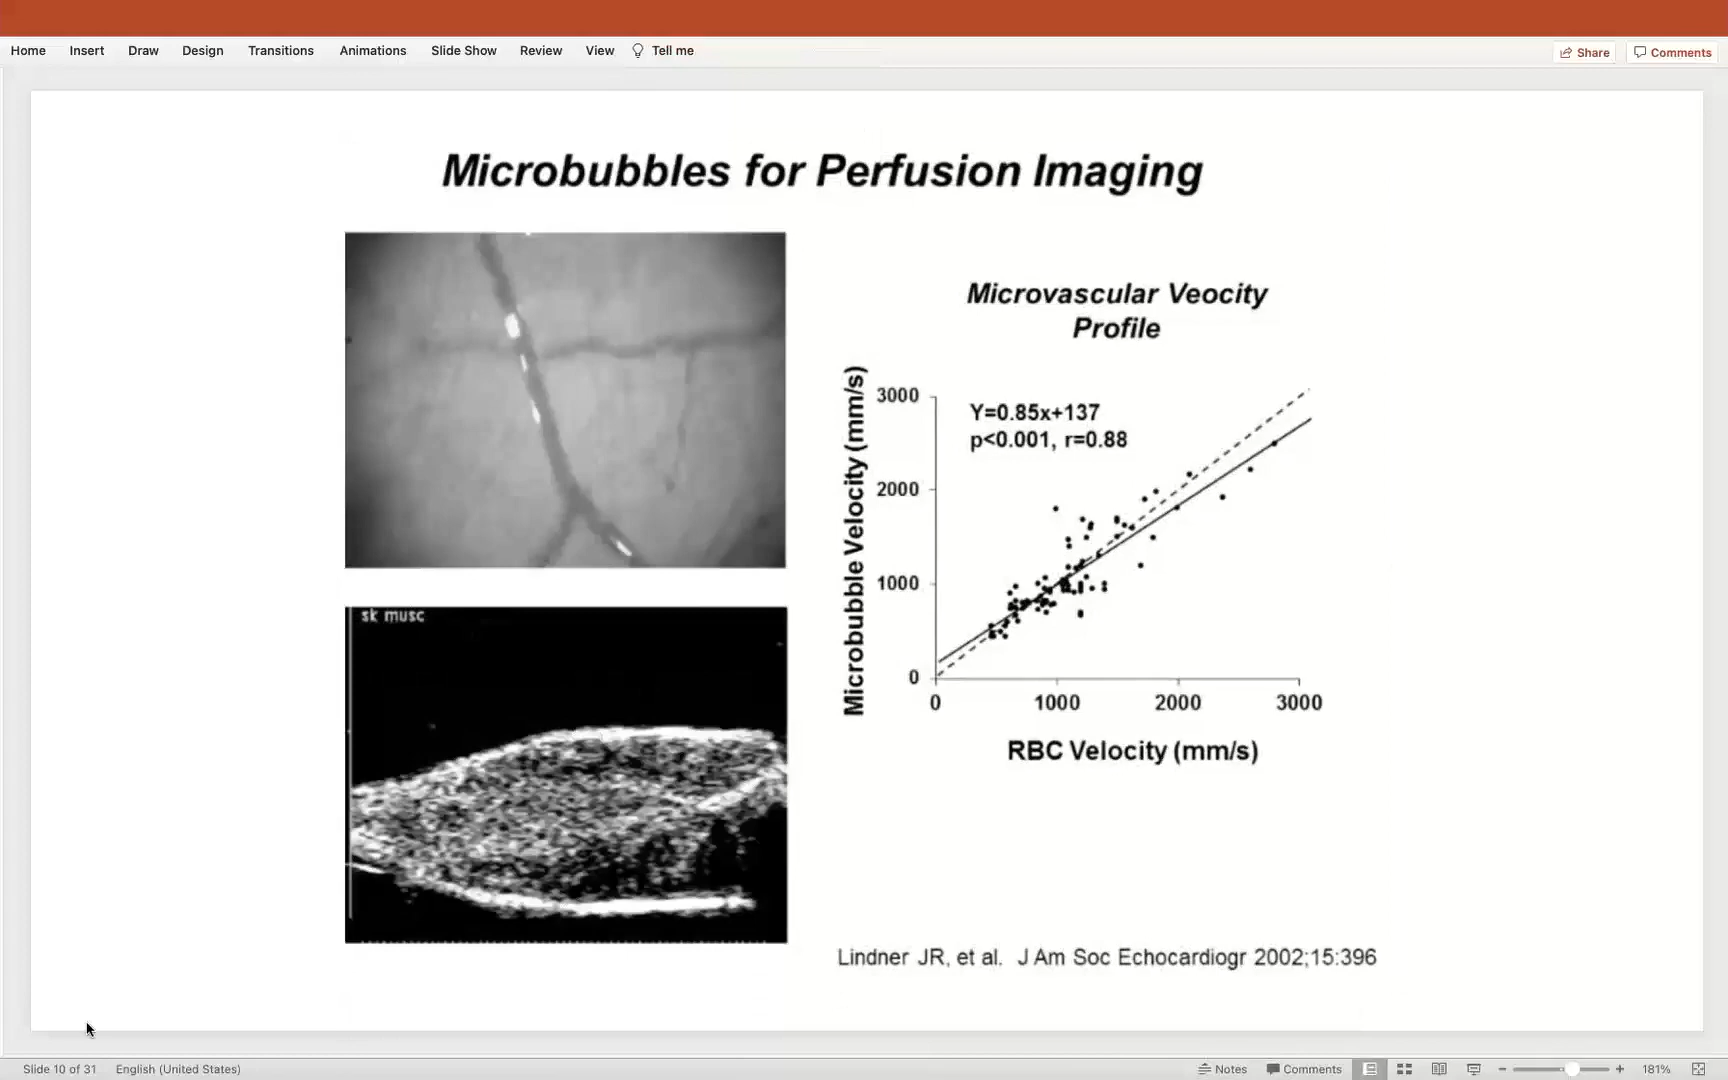 Home Insert Draw Design Transitions Animations Slide Show Review View Tell me Share Comments
Microbubbles for Perfusion Imaging
sk musc
Microvascular Veocity
Profile
Microbubble Velocity (mm/s)
3000
2000
1000
0
Y=0.85x+137
p<0.001, r=0.88
0 1000 2000 3000
RBC Velocity (mm/s)
Lindner JR, et al. J Am Soc Echocardiogr 2002;15:396
Slide 10 of 31 English (United States) Notes Comments 181%